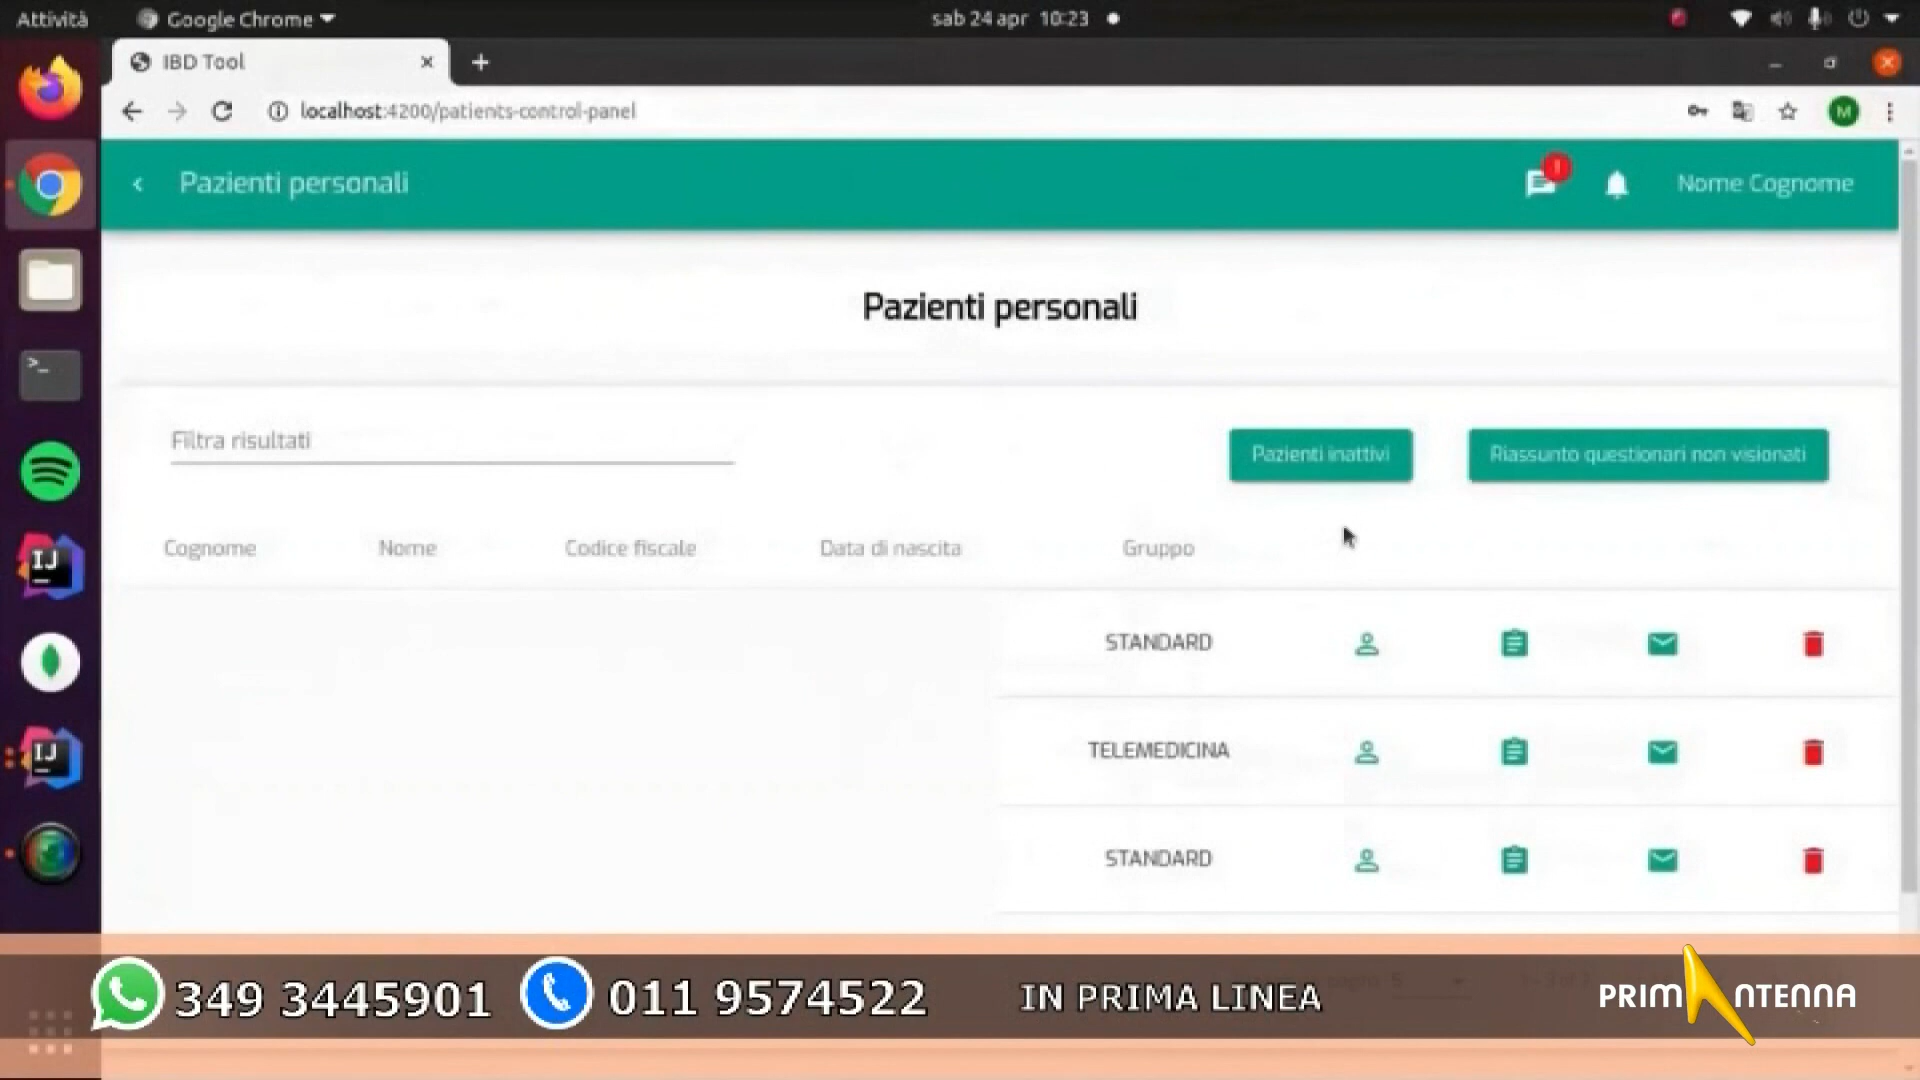 Attività
Google Chrome
sab 24 apr 10:23
IBD Tool
localhost:4200/patients-control-panel
M
Pazienti personali
Nome Cognome
Pazienti personali
Filtra risultati
Pazienti inattivi
Riassunto questionari non visionati
Cognome
Nome
Codice fiscale
Data di nascita
Gruppo
STANDARD
TELEMEDICINA
STANDARD
349 3445901
011 9574522
IN PRIMA LINEA
PRIMANTENNA